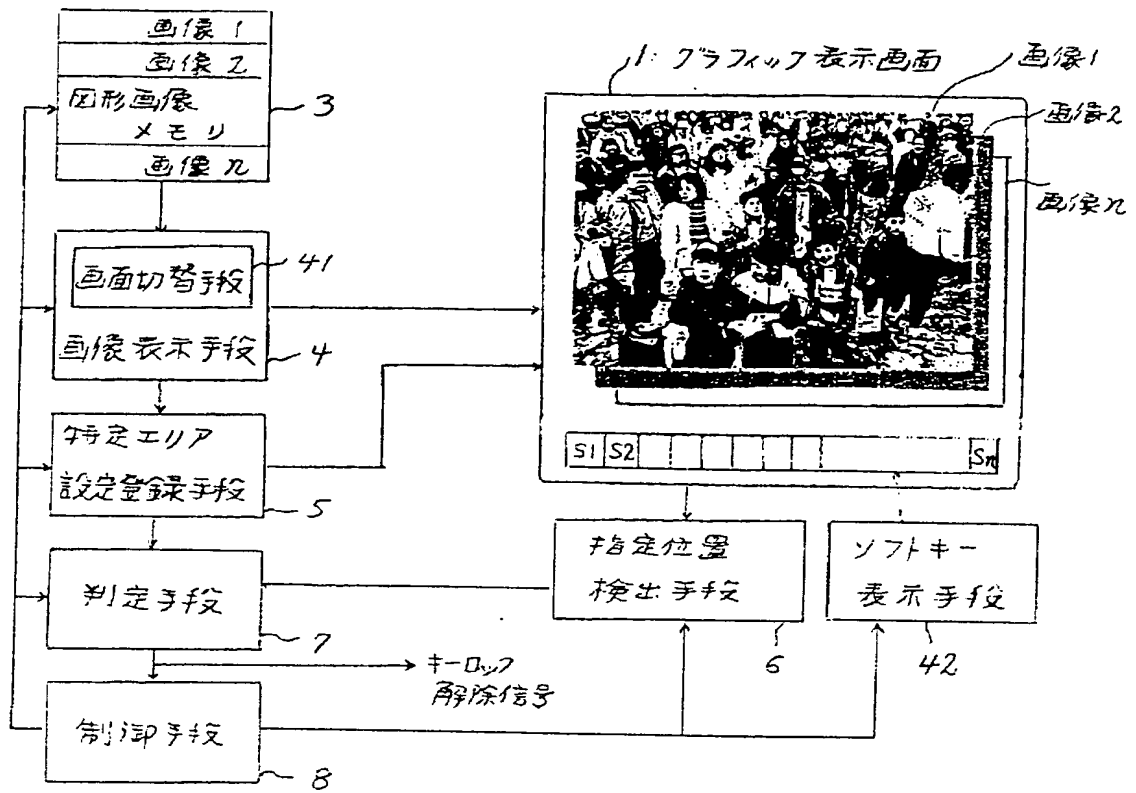 画像1
画像2
図形画像
メモリ
画像n
3
画面切替手段
41
画像表示手段
4
特定エリア
設定登録手段
5
判定手段
7
キーロック
解除信号
制御手段
8
1:グラフィック表示画面
画像1
画像2
画像n
S1 S2 Sn
指定位置
検出手段
6
ソフトキー
表示手段
42